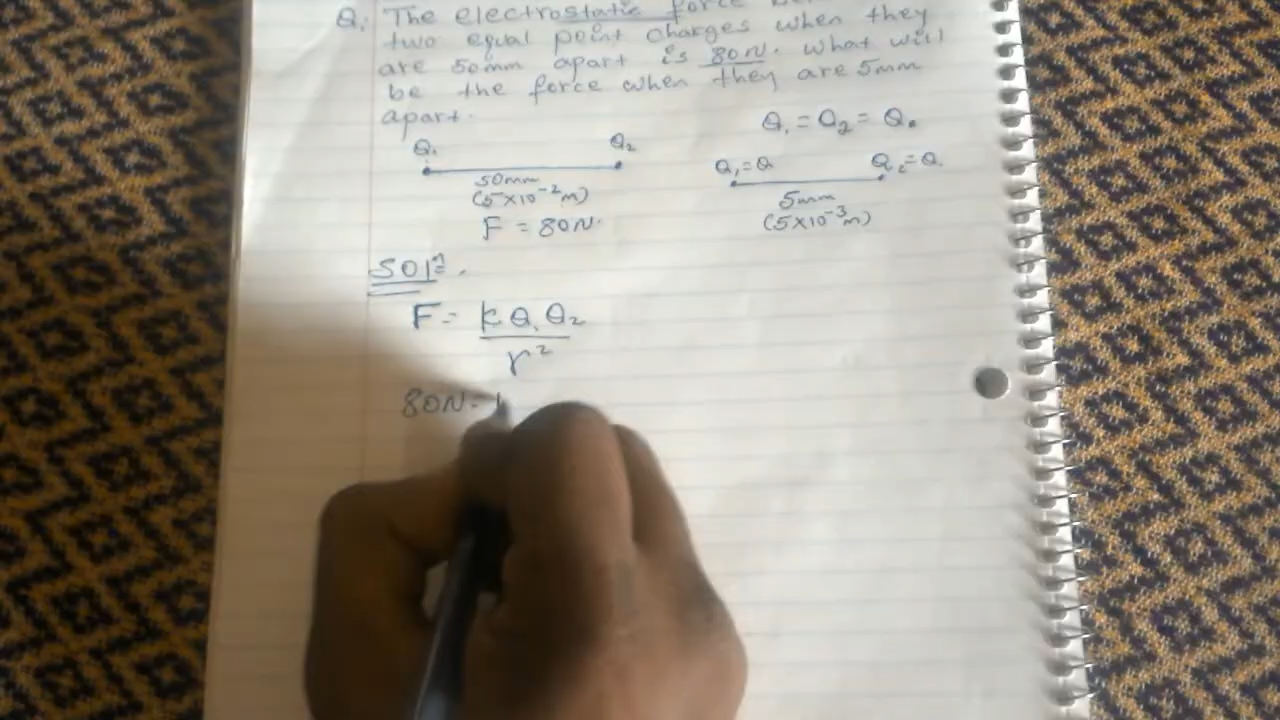 Q. The electrostatic force
two equal point charges when they
are 50mm apart is 80N. what will
be the force when they are 5mm
apart.
Q₁ = Q₂ = Q.
Q₁ Q₂
Q₁=Q Q₂=Q.
50mm
(5×10⁻²m)
5mm
(5×10⁻³m)
F = 80N.
SOlⁿ.
F = KQ₁Q₂
r²
80N =